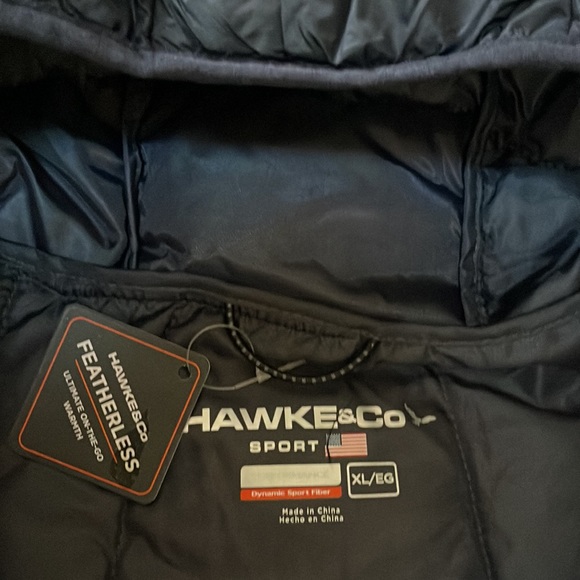 HAWKE&Co
FEATHERLESS
ULTIMATE ON-THE-GO
WARMTH
HAWKE&Co
SPORT
PERFORMANCE
Dynamic Sport Fiber
XL/EG
Made in China
Hecho en China